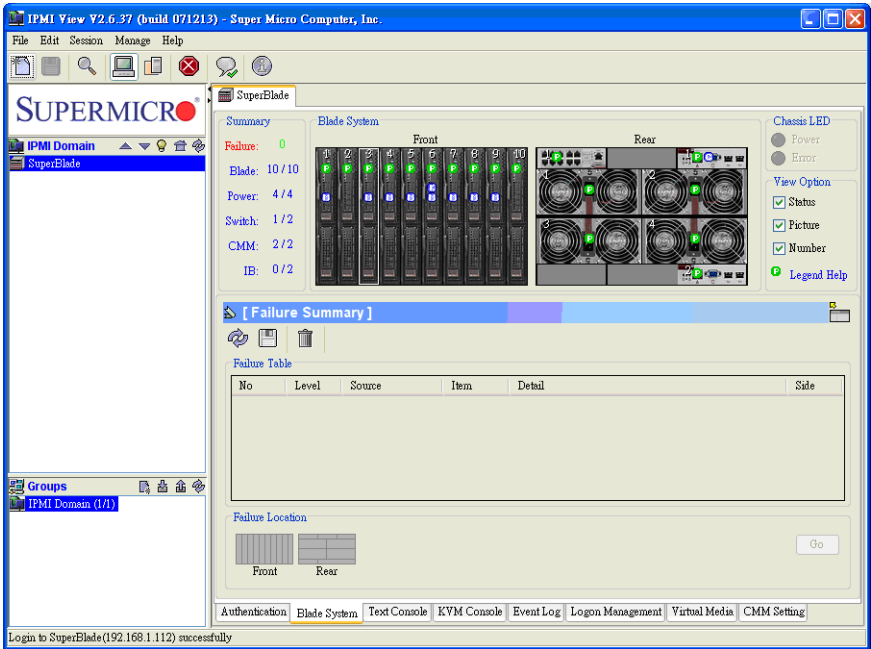 IPMI View V2.6.37 (build 071213) - Super Micro Computer, Inc.
File Edit Session Manage Help
SUPERMICRO
IPMI Domain
SuperBlade
Groups
IPMI Domain (1/1)
SuperBlade
Summary
Failure: 0
Blade: 10/10
Power: 4/4
Switch: 1/2
CMM: 2/2
IB: 0/2
Blade System
Front
1 2 3 4 5 6 7 8 9 10
Rear
1 2
3 4
Chassis LED
Power
Error
View Option
Status
Picture
Number
P Legend Help
[ Failure Summary ]
Failure Table
No Level Source Item Detail Side
Failure Location
Front Rear
Go
Authentication Blade System Text Console KVM Console Event Log Logon Management Virtual Media CMM Setting
Login to SuperBlade(192.168.1.112) successfully